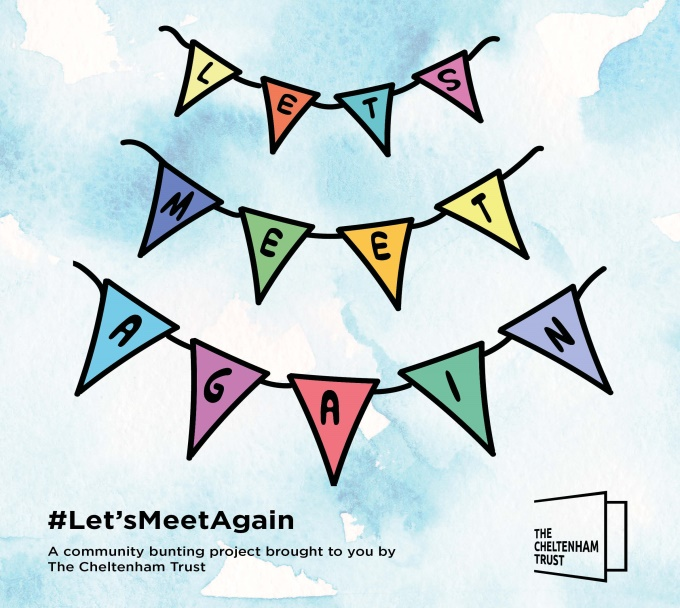 LETS
MEET
AGAIN
#Let'sMeetAgain
A community bunting project brought to you by
The Cheltenham Trust
THE
CHELTENHAM
TRUST